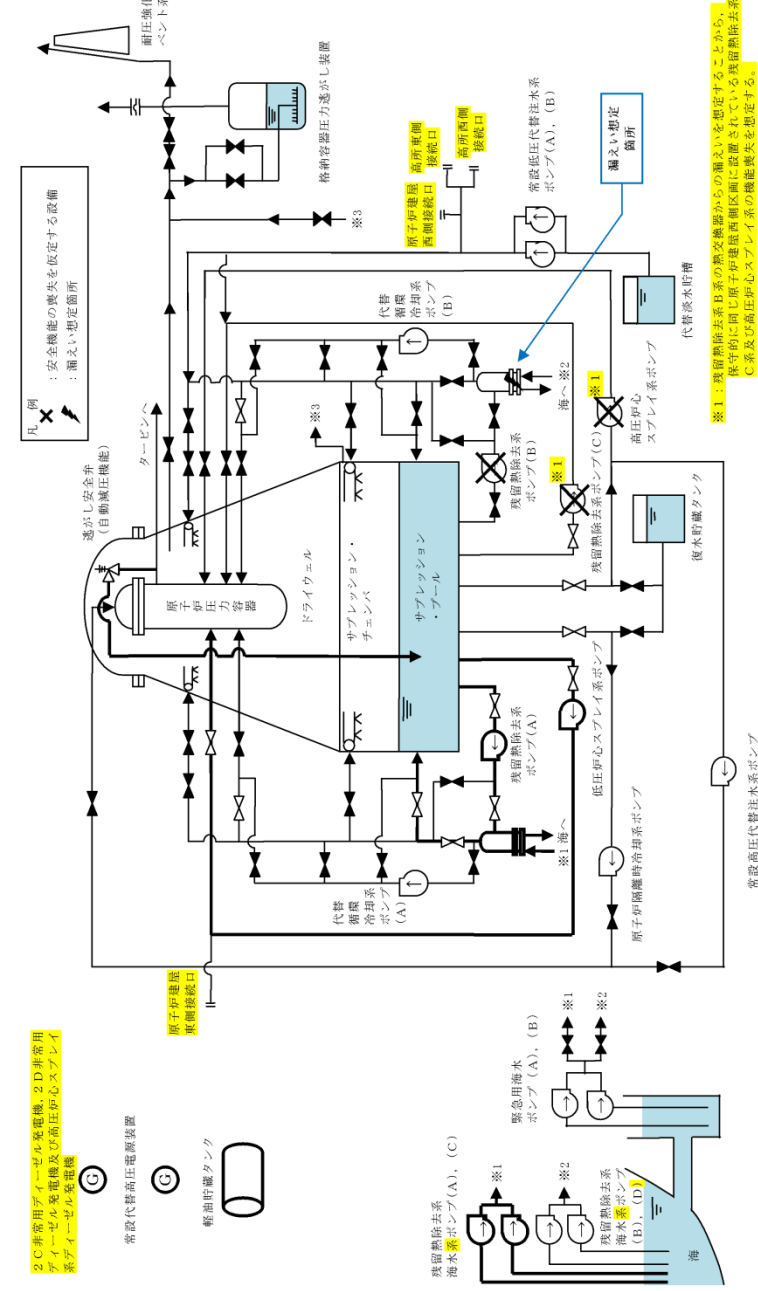 耐圧強化
ベント系
格納容器圧力逃がし装置
凡 例
：安全機能の喪失を仮定する設備
：漏えい想定箇所
※3
高所東側
接続口
高所西側
接続口
原子炉建屋
西側接続口
常設低圧代替注水系
ポンプ(A)，(B)
漏えい想定
箇所
代替淡水貯槽
※1：残留熱除去系B系の熱交換器からの漏えいを想定することから，
保守的に同じ原子炉建屋西側区画に設置されている残留熱除去系
C系及び高圧炉心スプレイ系の機能喪失を想定する。
タービンへ
逃がし安全弁
(自動減圧機能)
原子炉圧力容器
ドライウェル
サプレッション・
チェンバ
サプレッション
・プール
※3
代替
循環
冷却系
ポンプ
(B)
海へ ※2
残留熱除去系
ポンプ(B)
※1
残留熱除去系ポンプ(C)
※1
高圧炉心
スプレイ系ポンプ
復水貯蔵タンク
残留熱除去系
ポンプ(A)
低圧炉心スプレイ系ポンプ
※1 海へ
代替
循環
冷却系
ポンプ
(A)
原子炉隔離時冷却系ポンプ
常設高圧代替注水系ポンプ
原子炉建屋
東側接続口
2C非常用ディーゼル発電機，2D非常用
ディーゼル発電機及び高圧炉心スプレイ
系ディーゼル発電機
G
常設代替高圧電源装置
G
軽油貯蔵タンク
残留熱除去系
海水系ポンプ(A)，(C)
※1
※2
残留熱除去系
海水系ポンプ
(B)，(D)
海
緊急用海水
ポンプ(A)，(B)
※1
※2